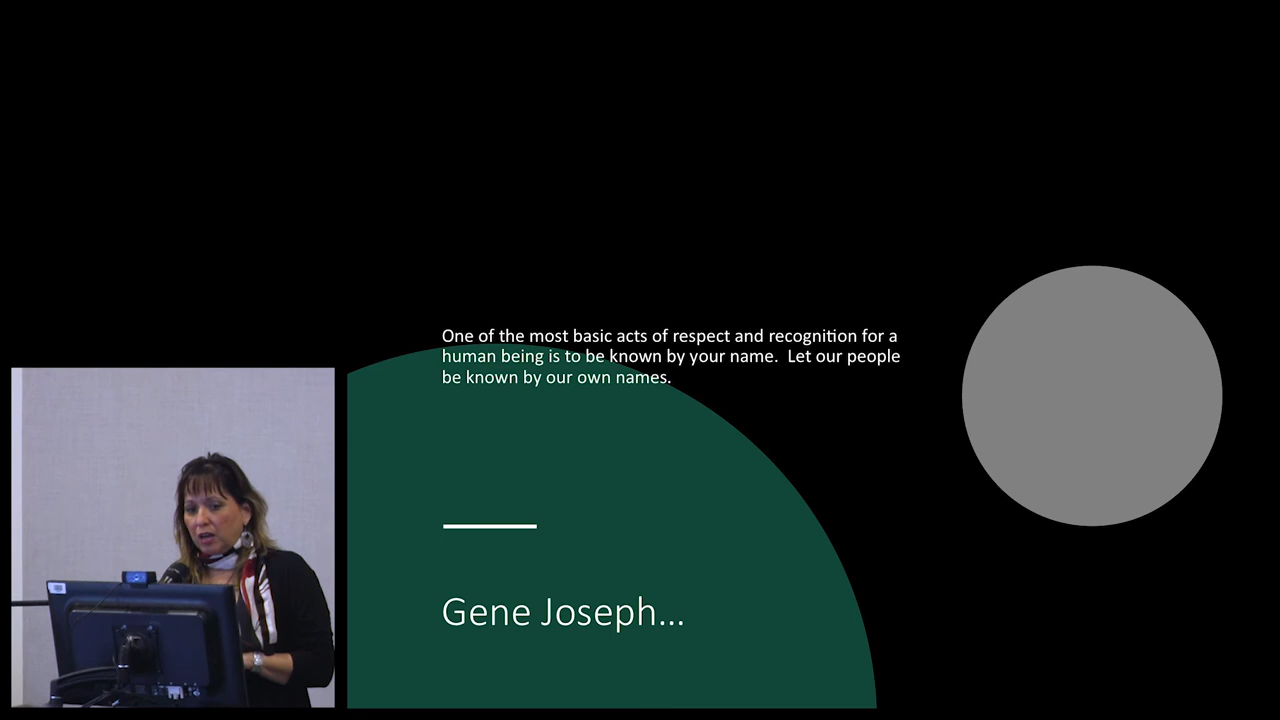 One of the most basic acts of respect and recognition for a
human being is to be known by your name.  Let our people
be known by our own names.
Gene Joseph...